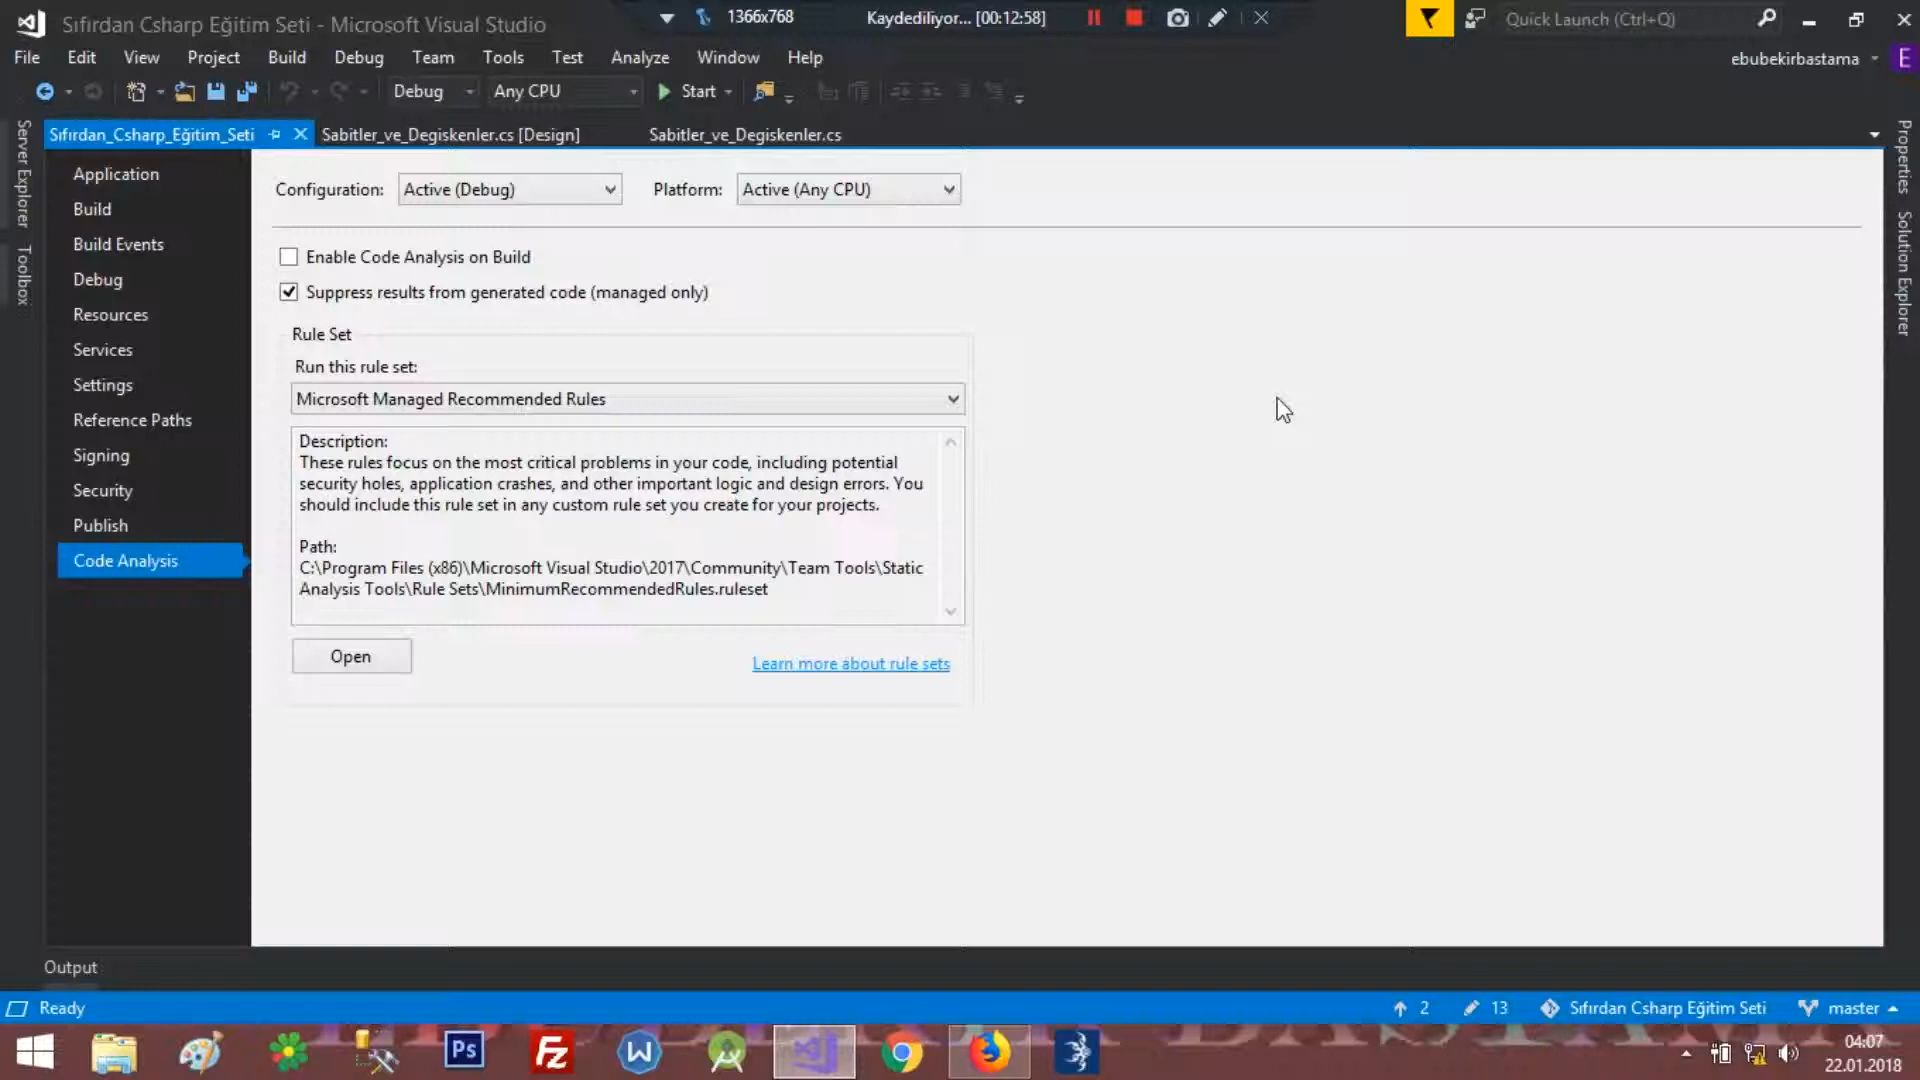 Sıfırdan Csharp Eğitim Seti - Microsoft Visual Studio
1366x768
Kaydediliyor... [00:12:58]
Quick Launch (Ctrl+Q)
File Edit View Project Build Debug Team Tools Test Analyze Window Help
ebubekirbastama
E
Debug
Any CPU
Start
Server Explorer
Toolbox
Sıfırdan_Csharp_Eğitim_Seti
Sabitler_ve_Degiskenler.cs [Design]
Sabitler_ve_Degiskenler.cs
Properties
Solution Explorer
Application
Build
Build Events
Debug
Resources
Services
Settings
Reference Paths
Signing
Security
Publish
Code Analysis
Configuration: Active (Debug)
Platform: Active (Any CPU)
Enable Code Analysis on Build
Suppress results from generated code (managed only)
Rule Set
Run this rule set:
Microsoft Managed Recommended Rules
Description:
These rules focus on the most critical problems in your code, including potential
security holes, application crashes, and other important logic and design errors. You
should include this rule set in any custom rule set you create for your projects.
Path:
C:\Program Files (x86)\Microsoft Visual Studio\2017\Community\Team Tools\Static
Analysis Tools\Rule Sets\MinimumRecommendedRules.ruleset
Open
Learn more about rule sets
Output
Ready
2
13
Sıfırdan Csharp Eğitim Seti
master
Ps
Fz
W
04:07
22.01.2018